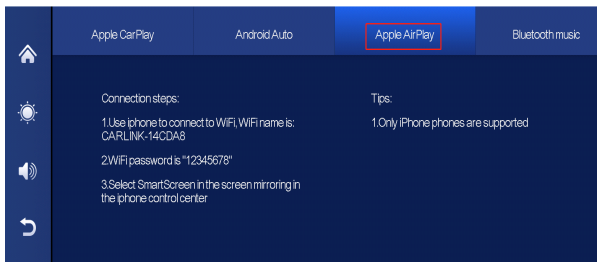 Apple CarPlay
Android Auto
Apple AirPlay
Bluetooth music
Connection steps:
1.Use iphone to connect to WiFi, WiFi name is:
CARLINK-14CDA8
2.WiFi password is "12345678"
3.Select SmartScreen in the screen mirroring in
the iphone control center
Tips:
1.Only iPhone phones are supported